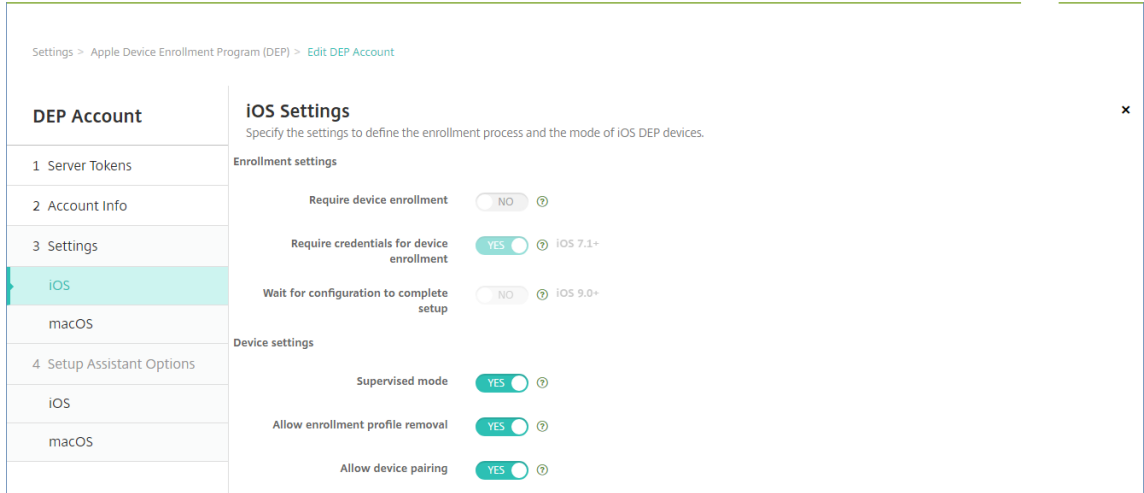 Settings > Apple Device Enrollment Program (DEP) > Edit DEP Account
DEP Account
1 Server Tokens
2 Account Info
3 Settings
iOS
macOS
4 Setup Assistant Options
iOS
macOS
iOS Settings
Specify the settings to define the enrollment process and the mode of iOS DEP devices.
Enrollment settings
Require device enrollment NO
Require credentials for device
enrollment YES iOS 7.1+
Wait for configuration to complete
setup NO iOS 9.0+
Device settings
Supervised mode YES
Allow enrollment profile removal YES
Allow device pairing YES